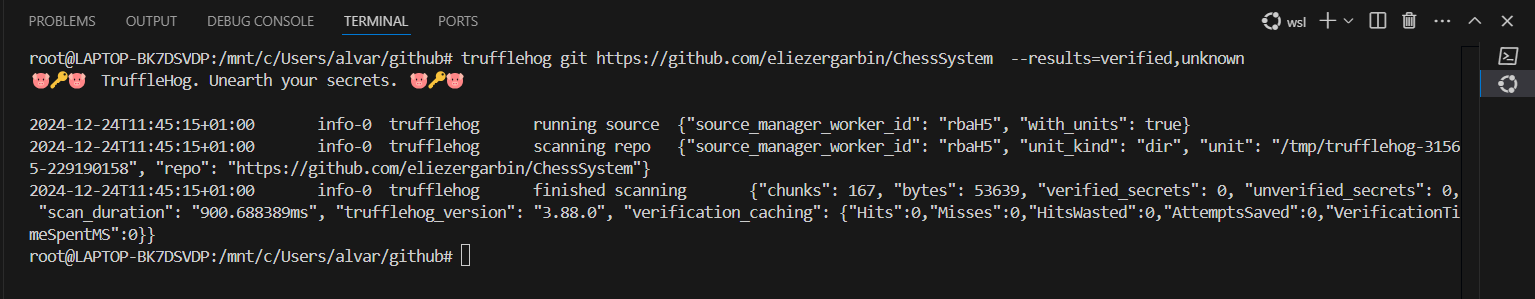 PROBLEMS OUTPUT DEBUG CONSOLE TERMINAL PORTS wsl
root@LAPTOP-BK7DSVDP:/mnt/c/Users/alvar/github# trufflehog git https://github.com/eliezergarbin/ChessSystem  --results=verified,unknown
🐷🔑🐷  TruffleHog. Unearth your secrets. 🐷🔑🐷
2024-12-24T11:45:15+01:00	info-0	trufflehog	running source	{"source_manager_worker_id": "rbaH5", "with_units": true}
2024-12-24T11:45:15+01:00	info-0	trufflehog	scanning repo	{"source_manager_worker_id": "rbaH5", "unit_kind": "dir", "unit": "/tmp/trufflehog-3156
5-229190158", "repo": "https://github.com/eliezergarbin/ChessSystem"}
2024-12-24T11:45:15+01:00	info-0	trufflehog	finished scanning	{"chunks": 167, "bytes": 53639, "verified_secrets": 0, "unverified_secrets": 0,
"scan_duration": "900.688389ms", "trufflehog_version": "3.88.0", "verification_caching": {"Hits":0,"Misses":0,"HitsWasted":0,"AttemptsSaved":0,"VerificationTi
meSpentMS":0}}
root@LAPTOP-BK7DSVDP:/mnt/c/Users/alvar/github#